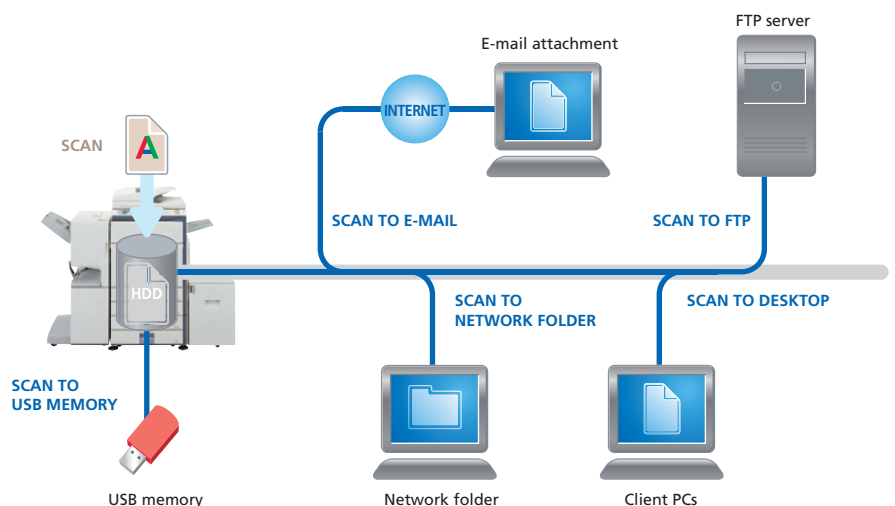 FTP server
E-mail attachment
INTERNET
SCAN
A
SCAN TO E-MAIL
SCAN TO FTP
HDD
SCAN TO
NETWORK FOLDER
SCAN TO DESKTOP
SCAN TO
USB MEMORY
USB memory
Network folder
Client PCs